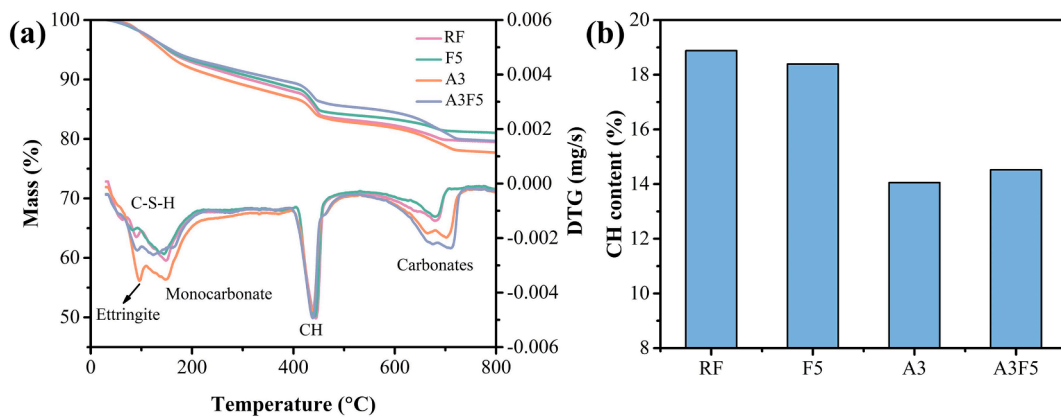 (a)
RF
F5
A3
A3F5
C-S-H
Ettringite
Monocarbonate
CH
Carbonates
100
90
80
70
60
50
Mass (%)
0.006
0.004
0.002
0.000
-0.002
-0.004
-0.006
DTG (mg/s)
0 200 400 600 800
Temperature (°C)
(b)
20
18
16
14
12
10
8
CH content (%)
RF F5 A3 A3F5